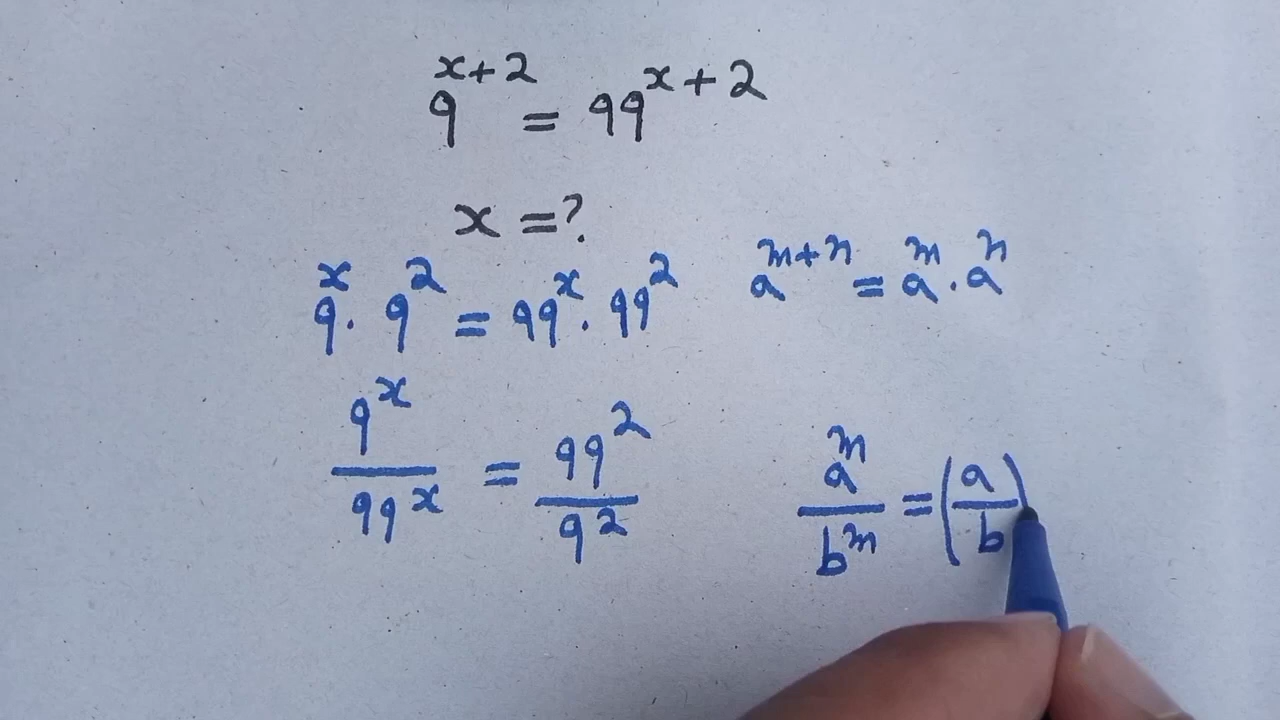 9^{x+2} = 99^{x+2}
x = ?
9^x · 9^2 = 99^x · 99^2    a^{m+n} = a^m · a^n
9^x / 99^x = 99^2 / 9^2    a^m / b^m = (a / b)